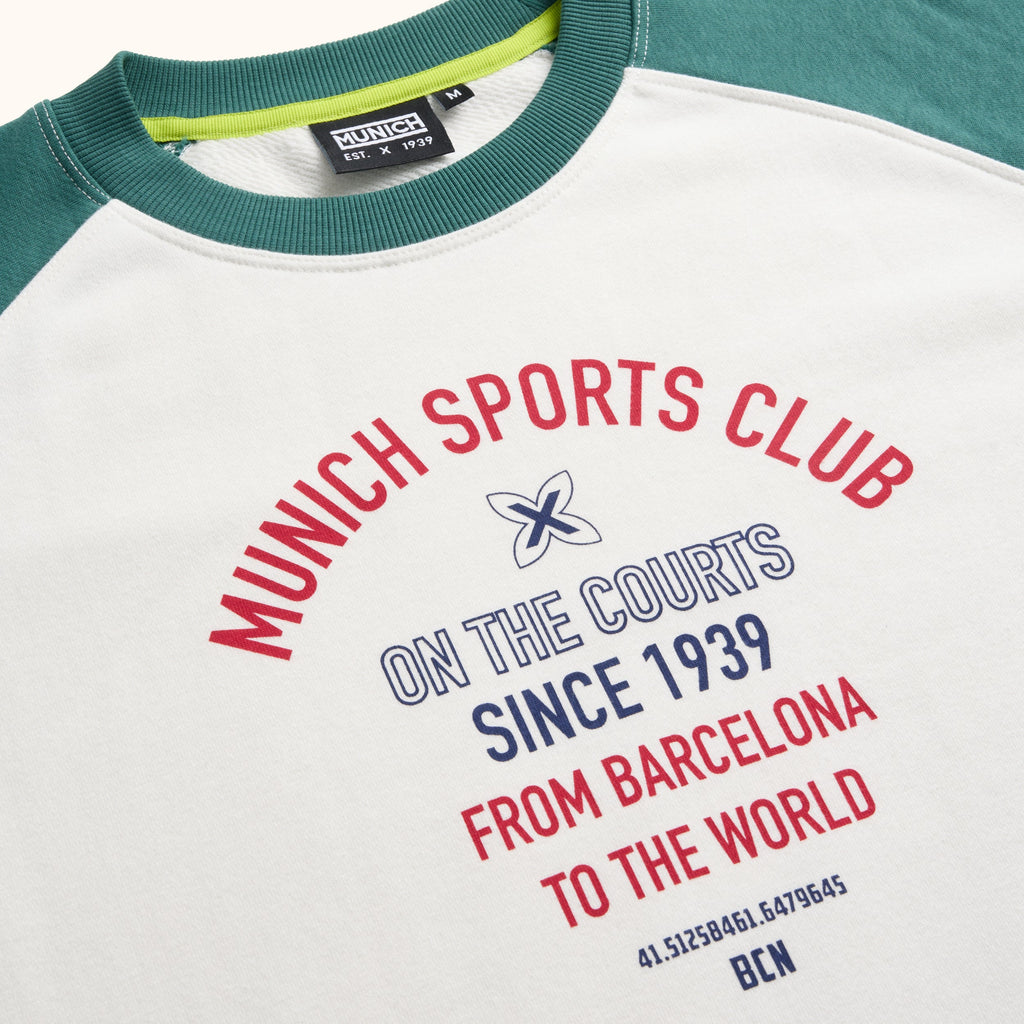 M
MUNICH
EST. X 1939
MUNICH SPORTS CLUB
X
ON THE COURTS
SINCE 1939
FROM BARCELONA
TO THE WORLD
41.51258461.6479645
BCN